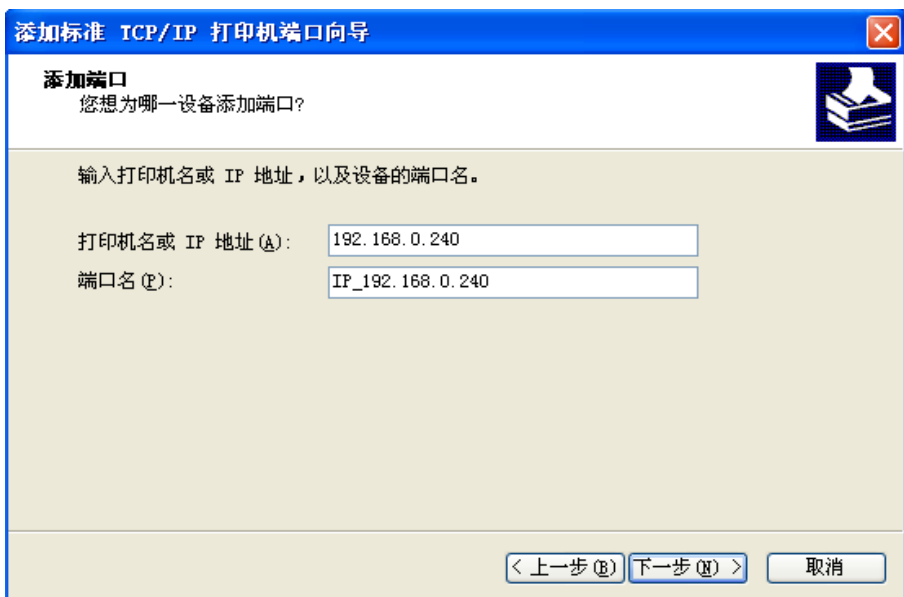 添加标准 TCP/IP 打印机端口向导
添加端口
您想为哪一设备添加端口?
输入打印机名或 IP 地址，以及设备的端口名。
打印机名或 IP 地址(A): 192.168.0.240
端口名(P): IP_192.168.0.240
< 上一步(B) 下一步(N) > 取消